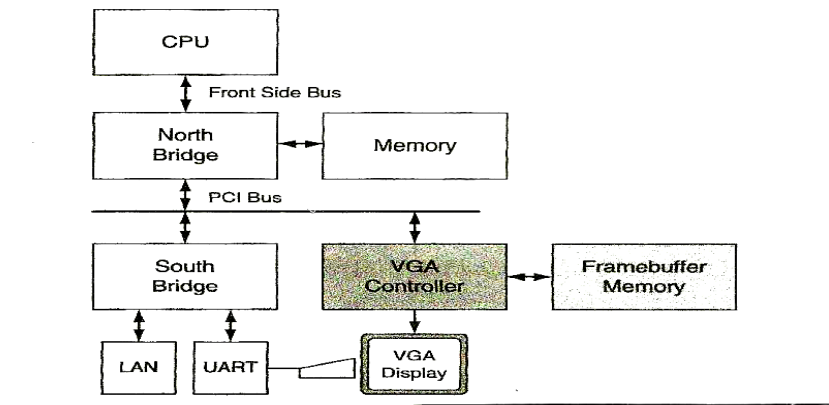 CPU
Front Side Bus
North
Bridge
Memory
PCI Bus
South
Bridge
VGA
Controller
Framebuffer
Memory
LAN
UART
VGA
Display